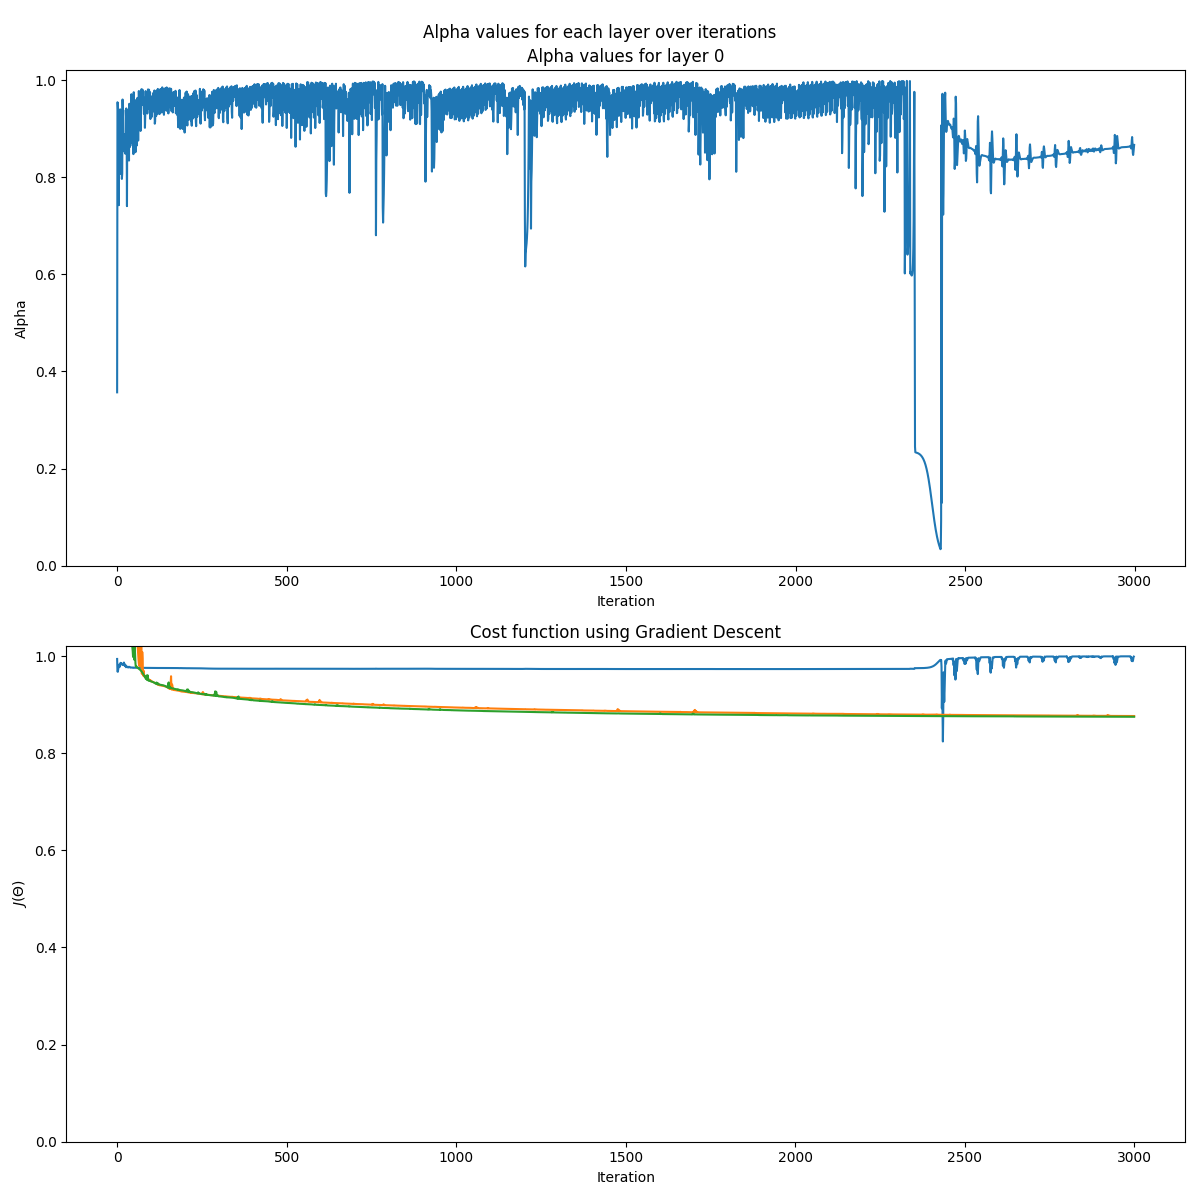 Alpha values for each layer over iterations
Alpha values for layer 0
1.0
0.8
0.6
0.4
0.2
0.0
Alpha
0 500 1000 1500 2000 2500 3000
Iteration
Cost function using Gradient Descent
1.0
0.8
0.6
0.4
0.2
0.0
J(Θ)
0 500 1000 1500 2000 2500 3000
Iteration